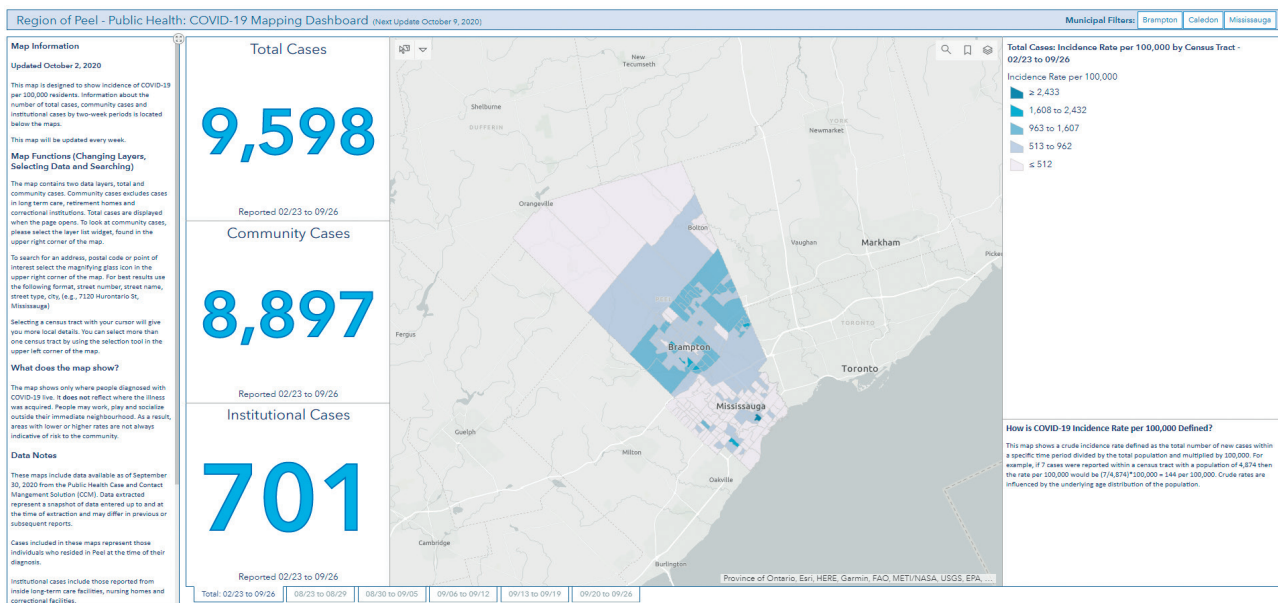 Region of Peel - Public Health: COVID-19 Mapping Dashboard (Next Update October 9, 2020)
Municipal Filters: Brampton Caledon Mississauga
Map Information
Updated October 2, 2020
This map is designed to show incidence of COVID-19
per 100,000 residents. Information about the
number of total cases, community cases and
institutional cases by two-week periods is located
below the maps.
This map will be updated every week.
Map Functions (Changing Layers,
Selecting Data and Searching)
The map contains two data layers, total and
community cases. Community cases excludes cases
in long term care, retirement homes and
correctional institutions. Total cases are displayed
when the page opens. To look at community cases,
please select the layer list widget, found in the
upper right corner of the map.
To search for an address, postal code or point of
interest select the magnifying glass icon in the
upper right corner of the map. For best results use
the following format, street number, street name,
street type, city, (e.g., 7120 Hurontario St,
Mississauga)
Selecting a census tract with your cursor will give
you more local details. You can select more than
one census tract by using the selection tool in the
upper left corner of the map.
What does the map show?
The map shows only where people diagnosed with
COVID-19 live. It does not reflect where the illness
was acquired. People may work, play and socialize
outside their immediate neighbourhood. As a result,
areas with lower or higher rates are not always
indicative of risk to the community.
Data Notes
These maps include data available as of September
30, 2020 from the Public Health Case and Contact
Mangement Solution (CCM). Data extracted
represent a snapshot of data entered up to and at
the time of extraction and may differ in previous or
subsequent reports.
Cases included in these maps represent those
individuals who resided in Peel at the time of their
diagnosis.
Institutional cases include those reported from
inside long-term care facilities, nursing homes and
correctional facilities.
Total Cases
9,598
Reported 02/23 to 09/26
Community Cases
8,897
Reported 02/23 to 09/26
Institutional Cases
701
Reported 02/23 to 09/26
New
Tecumseth
Shelburne
DUFFERIN
YORK
Newmarket
Orangeville
Bolton
Vaughan
Markham
Picke
PEEL
Fergus
TORONTO
Brampton
Toronto
Mississauga
Guelph
Milton
Oakville
Cambridge
Burlington
Province of Ontario, Esri, HERE, Garmin, FAO, METI/NASA, USGS, EPA, ...
Total: 02/23 to 09/26
08/23 to 08/29
08/30 to 09/05
09/06 to 09/12
09/13 to 09/19
09/20 to 09/26
Total Cases: Incidence Rate per 100,000 by Census Tract -
02/23 to 09/26
Incidence Rate per 100,000
≥ 2,433
1,608 to 2,432
963 to 1,607
513 to 962
≤ 512
How is COVID-19 Incidence Rate per 100,000 Defined?
This map shows a crude incidence rate defined as the total number of new cases within
a specific time period divided by the total population and multiplied by 100,000. For
example, if 7 cases were reported within a census tract with a population of 4,874 then
the rate per 100,000 would be (7/4,874)*100,000 = 144 per 100,000. Crude rates are
influenced by the underlying age distribution of the population.